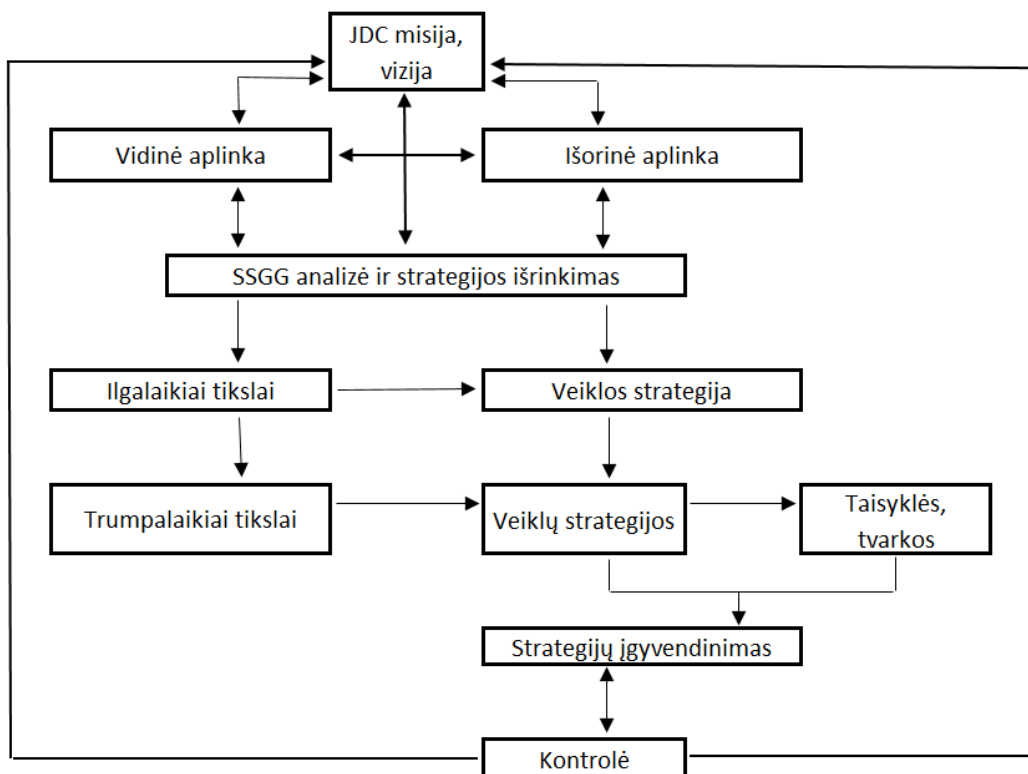 JDC misija,
vizija
Vidinė aplinka
Išorinė aplinka
SSGG analizė ir strategijos išrinkimas
Ilgalaikiai tikslai
Veiklos strategija
Trumpalaikiai tikslai
Veiklų strategijos
Taisyklės,
tvarkos
Strategijų įgyvendinimas
Kontrolė